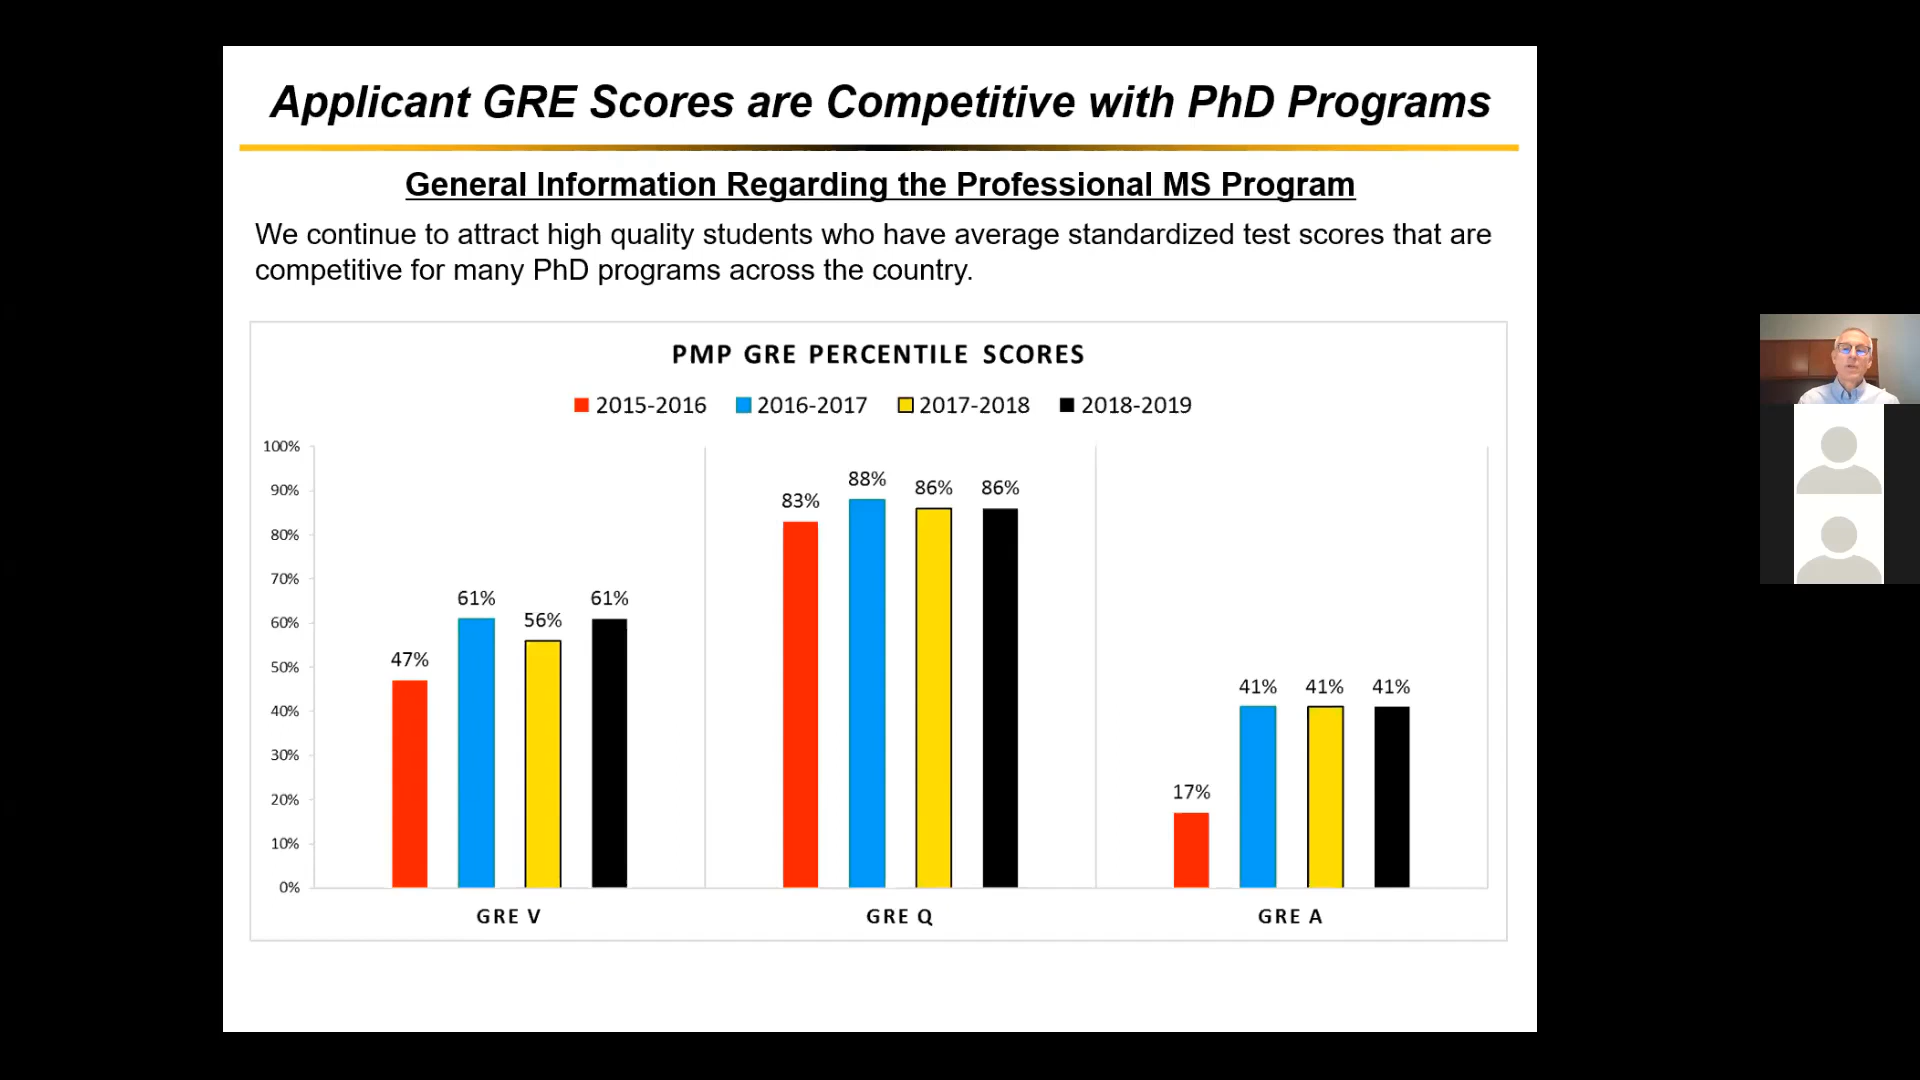 Applicant GRE Scores are Competitive with PhD Programs
General Information Regarding the Professional MS Program
We continue to attract high quality students who have average standardized test scores that are
competitive for many PhD programs across the country.
PMP GRE PERCENTILE SCORES
2015-2016 2016-2017 2017-2018 2018-2019
100%
90%
80%
70%
60%
50%
40%
30%
20%
10%
0%
47% 61% 56% 61%
83% 88% 86% 86%
17% 41% 41% 41%
GRE V GRE Q GRE A